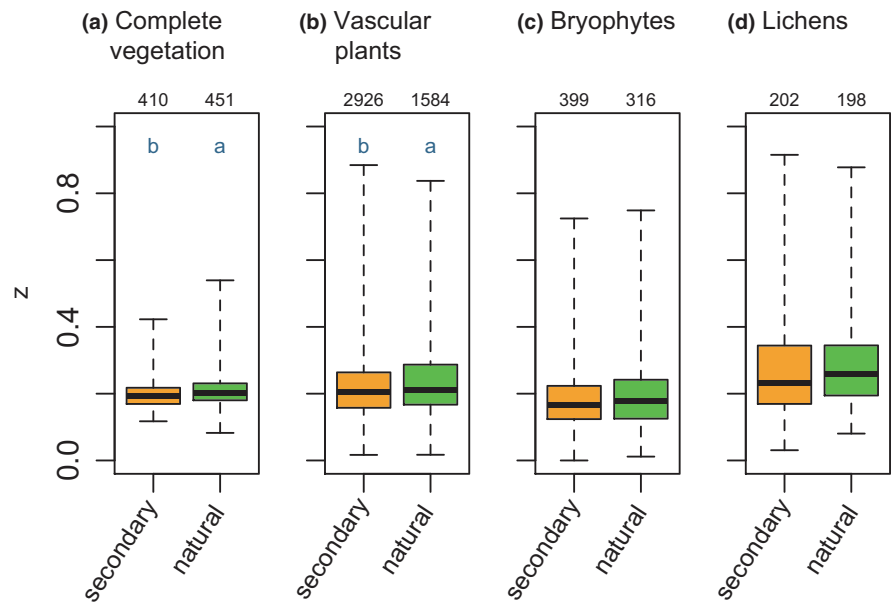 (a) Complete vegetation
(b) Vascular plants
(c) Bryophytes
(d) Lichens
410 451
2926 1584
399 316
202 198
b a
b a
z
0.8
0.4
0.0
secondary
natural
secondary
natural
secondary
natural
secondary
natural